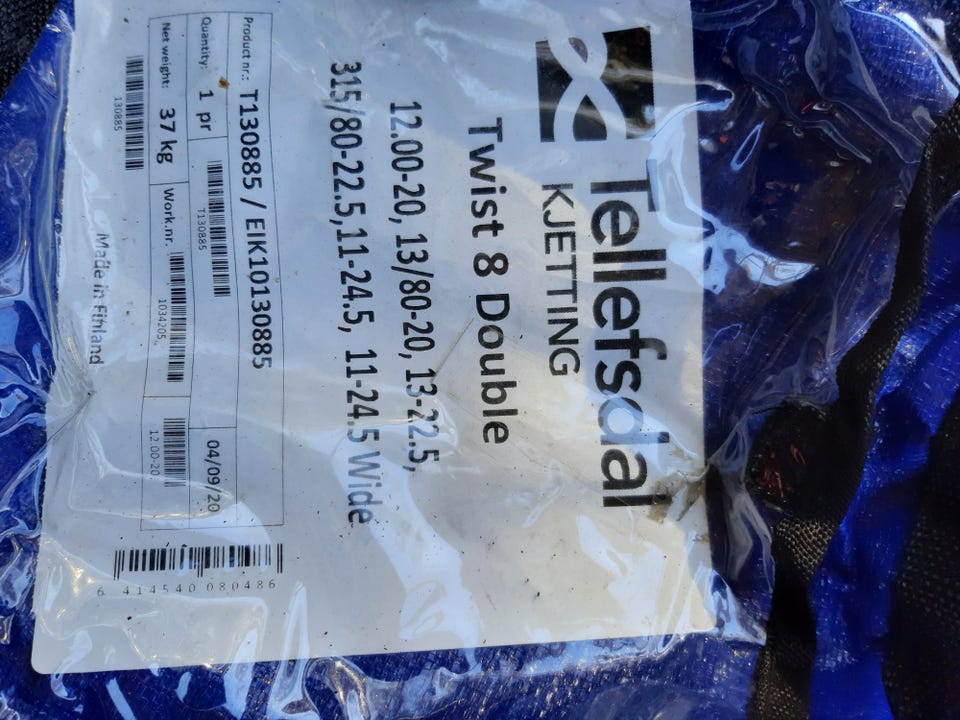 Tellefsdal
KJETTING
Twist 8 Double
12.00-20, 13/80-20, 13-22.5,
315/80-22.5,11-24.5, 11-24.5 Wide
Product nr.: T130885 / EIK10130885
Quantity: 1 pr T130885 04/09/20
Net weight: 37 kg Work.nr. 1034205 12.00-20
130885
Made in Finland
6 414540 080486